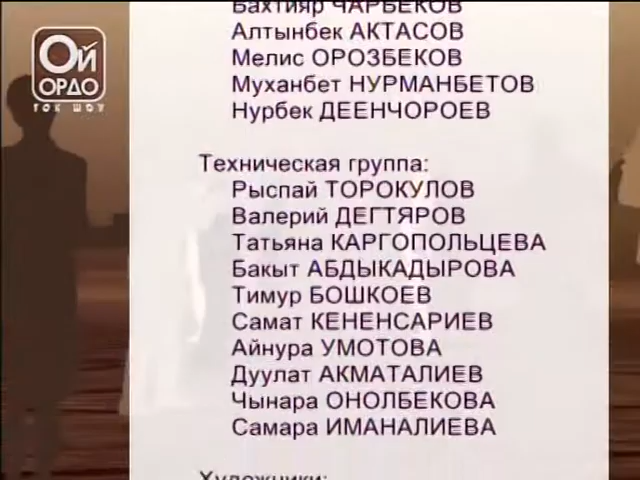 Ой
ОРДО
ТОК ШОУ
Бахтияр ЧАРБЕКОВ
Алтынбек АКТАСОВ
Мелис ОРОЗБЕКОВ
Муханбет НУРМАНБЕТОВ
Нурбек ДЕЕНЧОРОЕВ
Техническая группа:
Рыспай ТОРОКУЛОВ
Валерий ДЕГТЯРОВ
Татьяна КАРГОПОЛЬЦЕВА
Бакыт АБДЫКАДЫРОВА
Тимур БОШКОЕВ
Самат КЕНЕНСАРИЕВ
Айнура УМОТОВА
Дуулат АКМАТАЛИЕВ
Чынара ОНОЛБЕКОВА
Самара ИМАНАЛИЕВА
Художники: